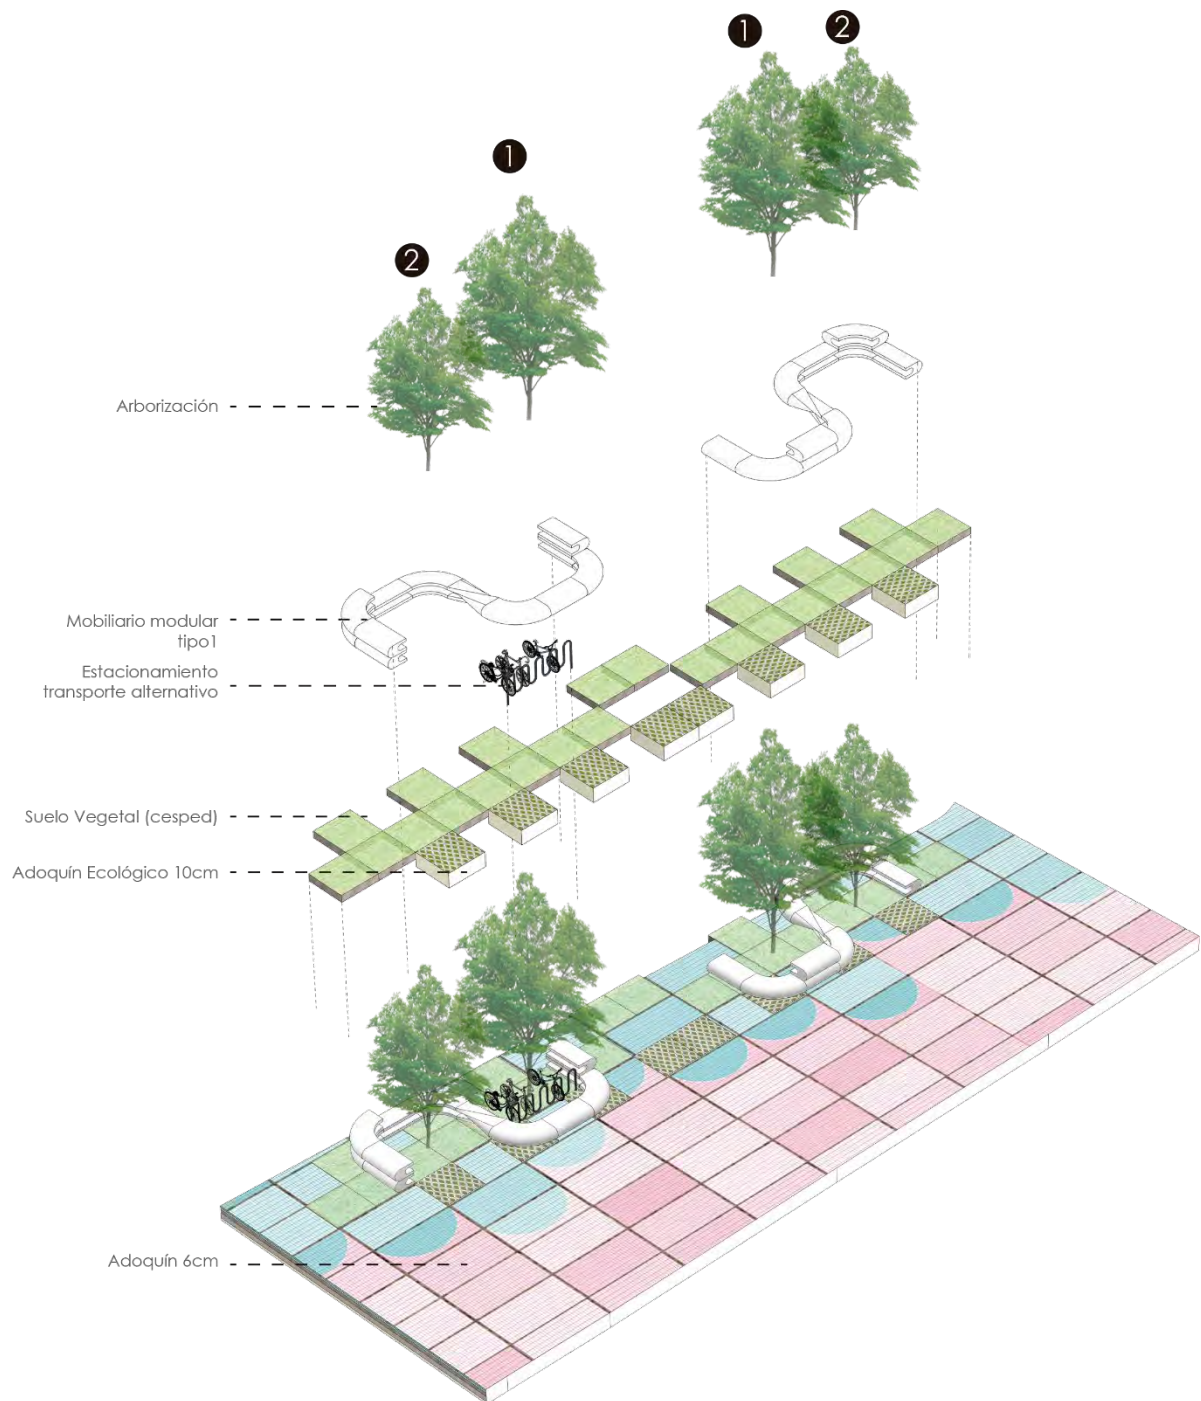 1
2
1
2
Arborización
Mobiliario modular
tipo1
Estacionamiento
transporte alternativo
Suelo Vegetal (cesped)
Adoquín Ecológico 10cm
Adoquín 6cm